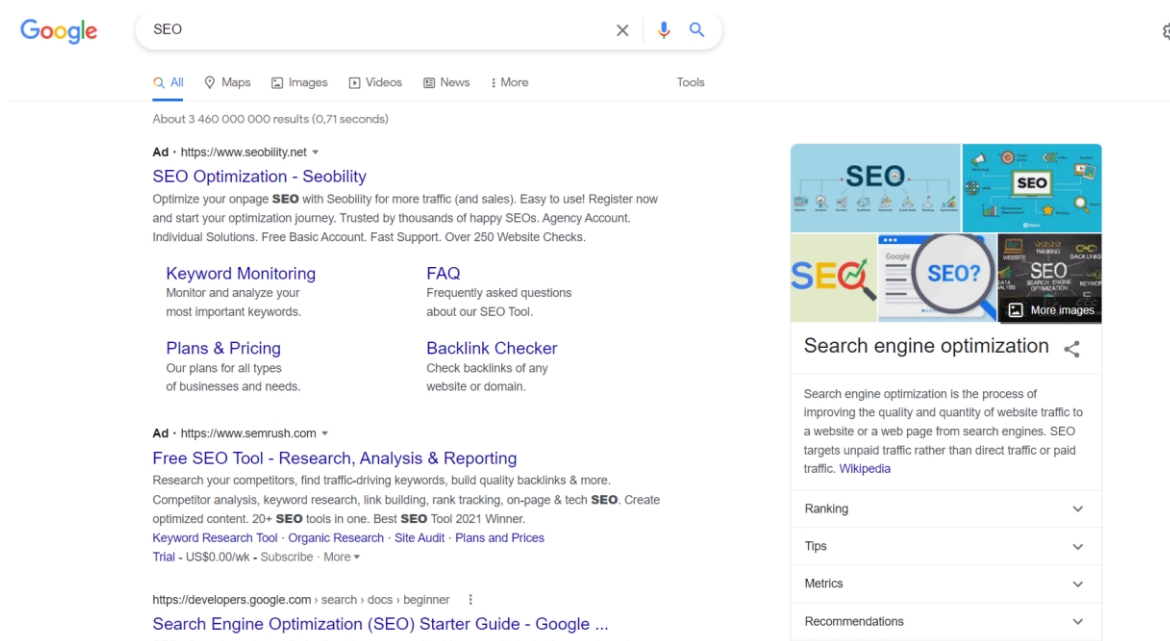 Google
SEO
All Maps Images Videos News More Tools
About 3 460 000 000 results (0,71 seconds)
Ad · https://www.seobility.net
SEO Optimization - Seobility
Optimize your onpage SEO with Seobility for more traffic (and sales). Easy to use! Register now
and start your optimization journey. Trusted by thousands of happy SEOs. Agency Account.
Individual Solutions. Free Basic Account. Fast Support. Over 250 Website Checks.
Keyword Monitoring
Monitor and analyze your
most important keywords.
FAQ
Frequently asked questions
about our SEO Tool.
Plans & Pricing
Our plans for all types
of businesses and needs.
Backlink Checker
Check backlinks of any
website or domain.
Ad · https://www.semrush.com
Free SEO Tool - Research, Analysis & Reporting
Research your competitors, find traffic-driving keywords, build quality backlinks & more.
Competitor analysis, keyword research, link building, rank tracking, on-page & tech SEO. Create
optimized content. 20+ SEO tools in one. Best SEO Tool 2021 Winner.
Keyword Research Tool · Organic Research · Site Audit · Plans and Prices
Trial - US$0.00/wk - Subscribe · More
https://developers.google.com › search › docs › beginner
Search Engine Optimization (SEO) Starter Guide - Google ...
SEO
SEO
SEO
Google
SEO?
WEBSITE
RANKING
BACK LINKS
SEO
SEARCH ENGINE
OPTIMIZATION
More images
Search engine optimization
Search engine optimization is the process of
improving the quality and quantity of website traffic to
a website or a web page from search engines. SEO
targets unpaid traffic rather than direct traffic or paid
traffic. Wikipedia
Ranking
Tips
Metrics
Recommendations